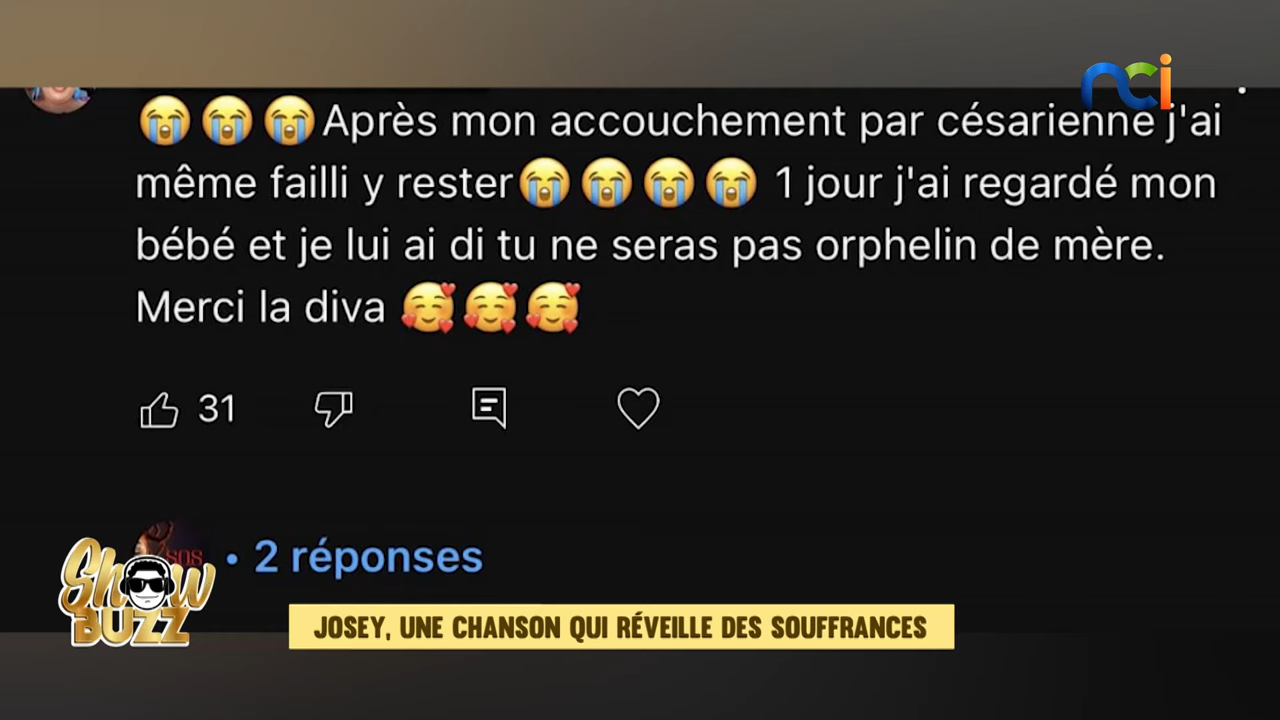 nci
😭😭😭Après mon accouchement par césarienne j'ai
même failli y rester😭😭😭😭 1 jour j'ai regardé mon
bébé et je lui ai di tu ne seras pas orphelin de mère.
Merci la diva 🥰🥰🥰
31
SOS
• 2 réponses
Show
BUZZ
JOSEY, UNE CHANSON QUI RÉVEILLE DES SOUFFRANCES